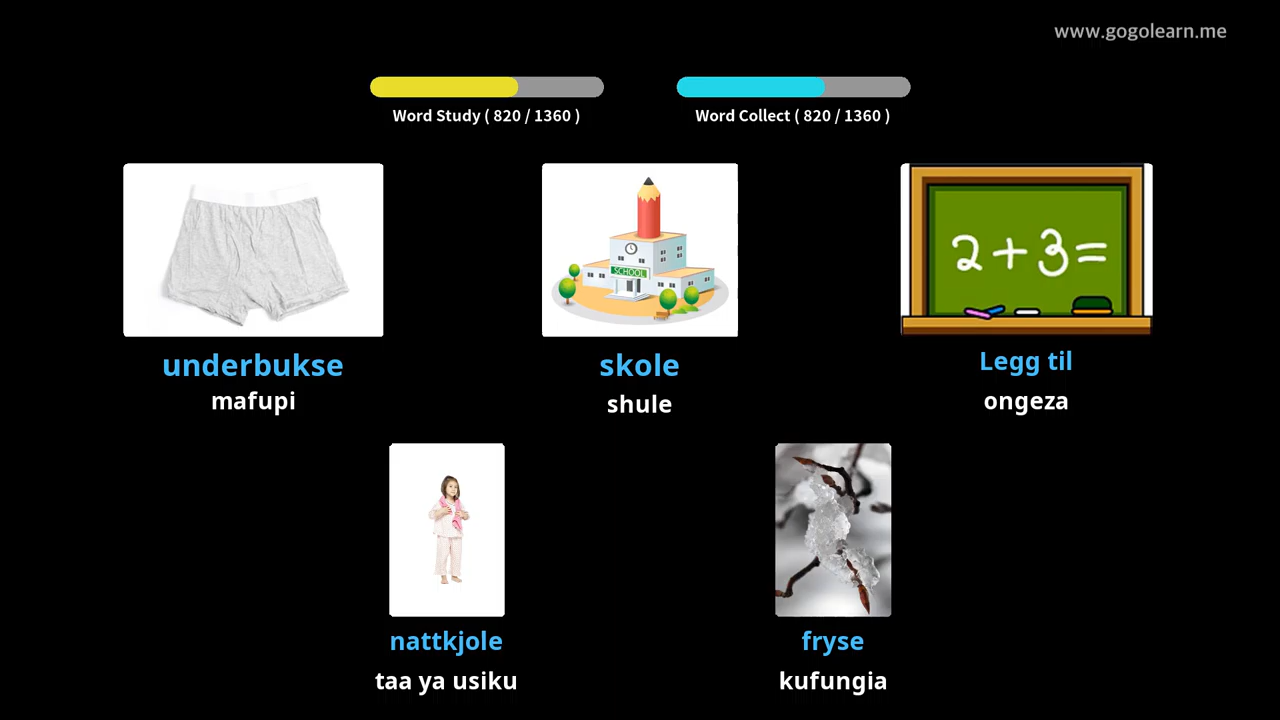 www.gogolearn.me
Word Study ( 820 / 1360 )
Word Collect ( 820 / 1360 )
SCHOOL
2+3=
underbukse
mafupi
skole
shule
Legg til
ongeza
nattkjole
taa ya usiku
fryse
kufungia